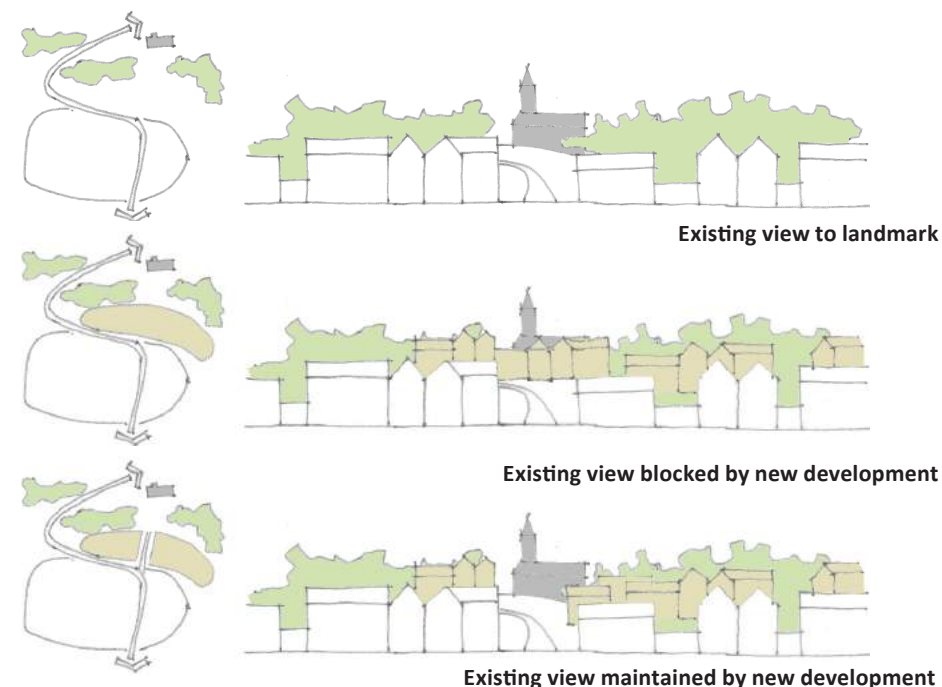 Existing view to landmark
Existing view blocked by new development
Existing view maintained by new development